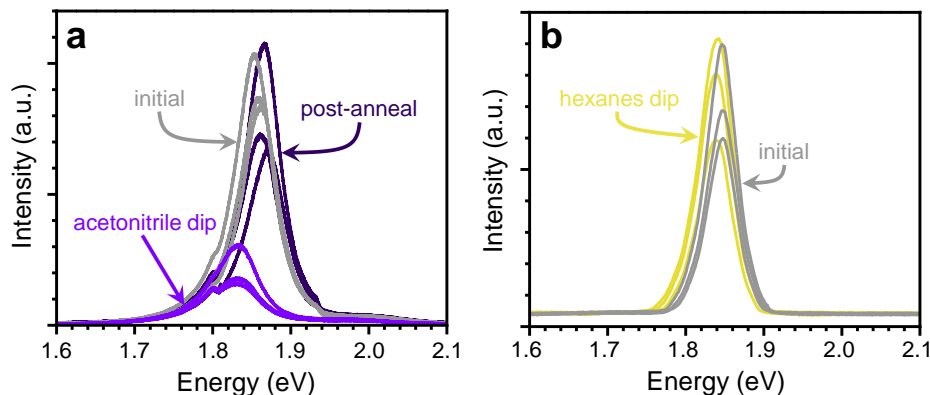 a
initial
post-anneal
acetonitrile dip
Intensity (a.u.)
1.6 1.7 1.8 1.9 2.0 2.1
Energy (eV)
b
hexanes dip
initial
Intensity (a.u.)
1.6 1.7 1.8 1.9 2.0 2.1
Energy (eV)